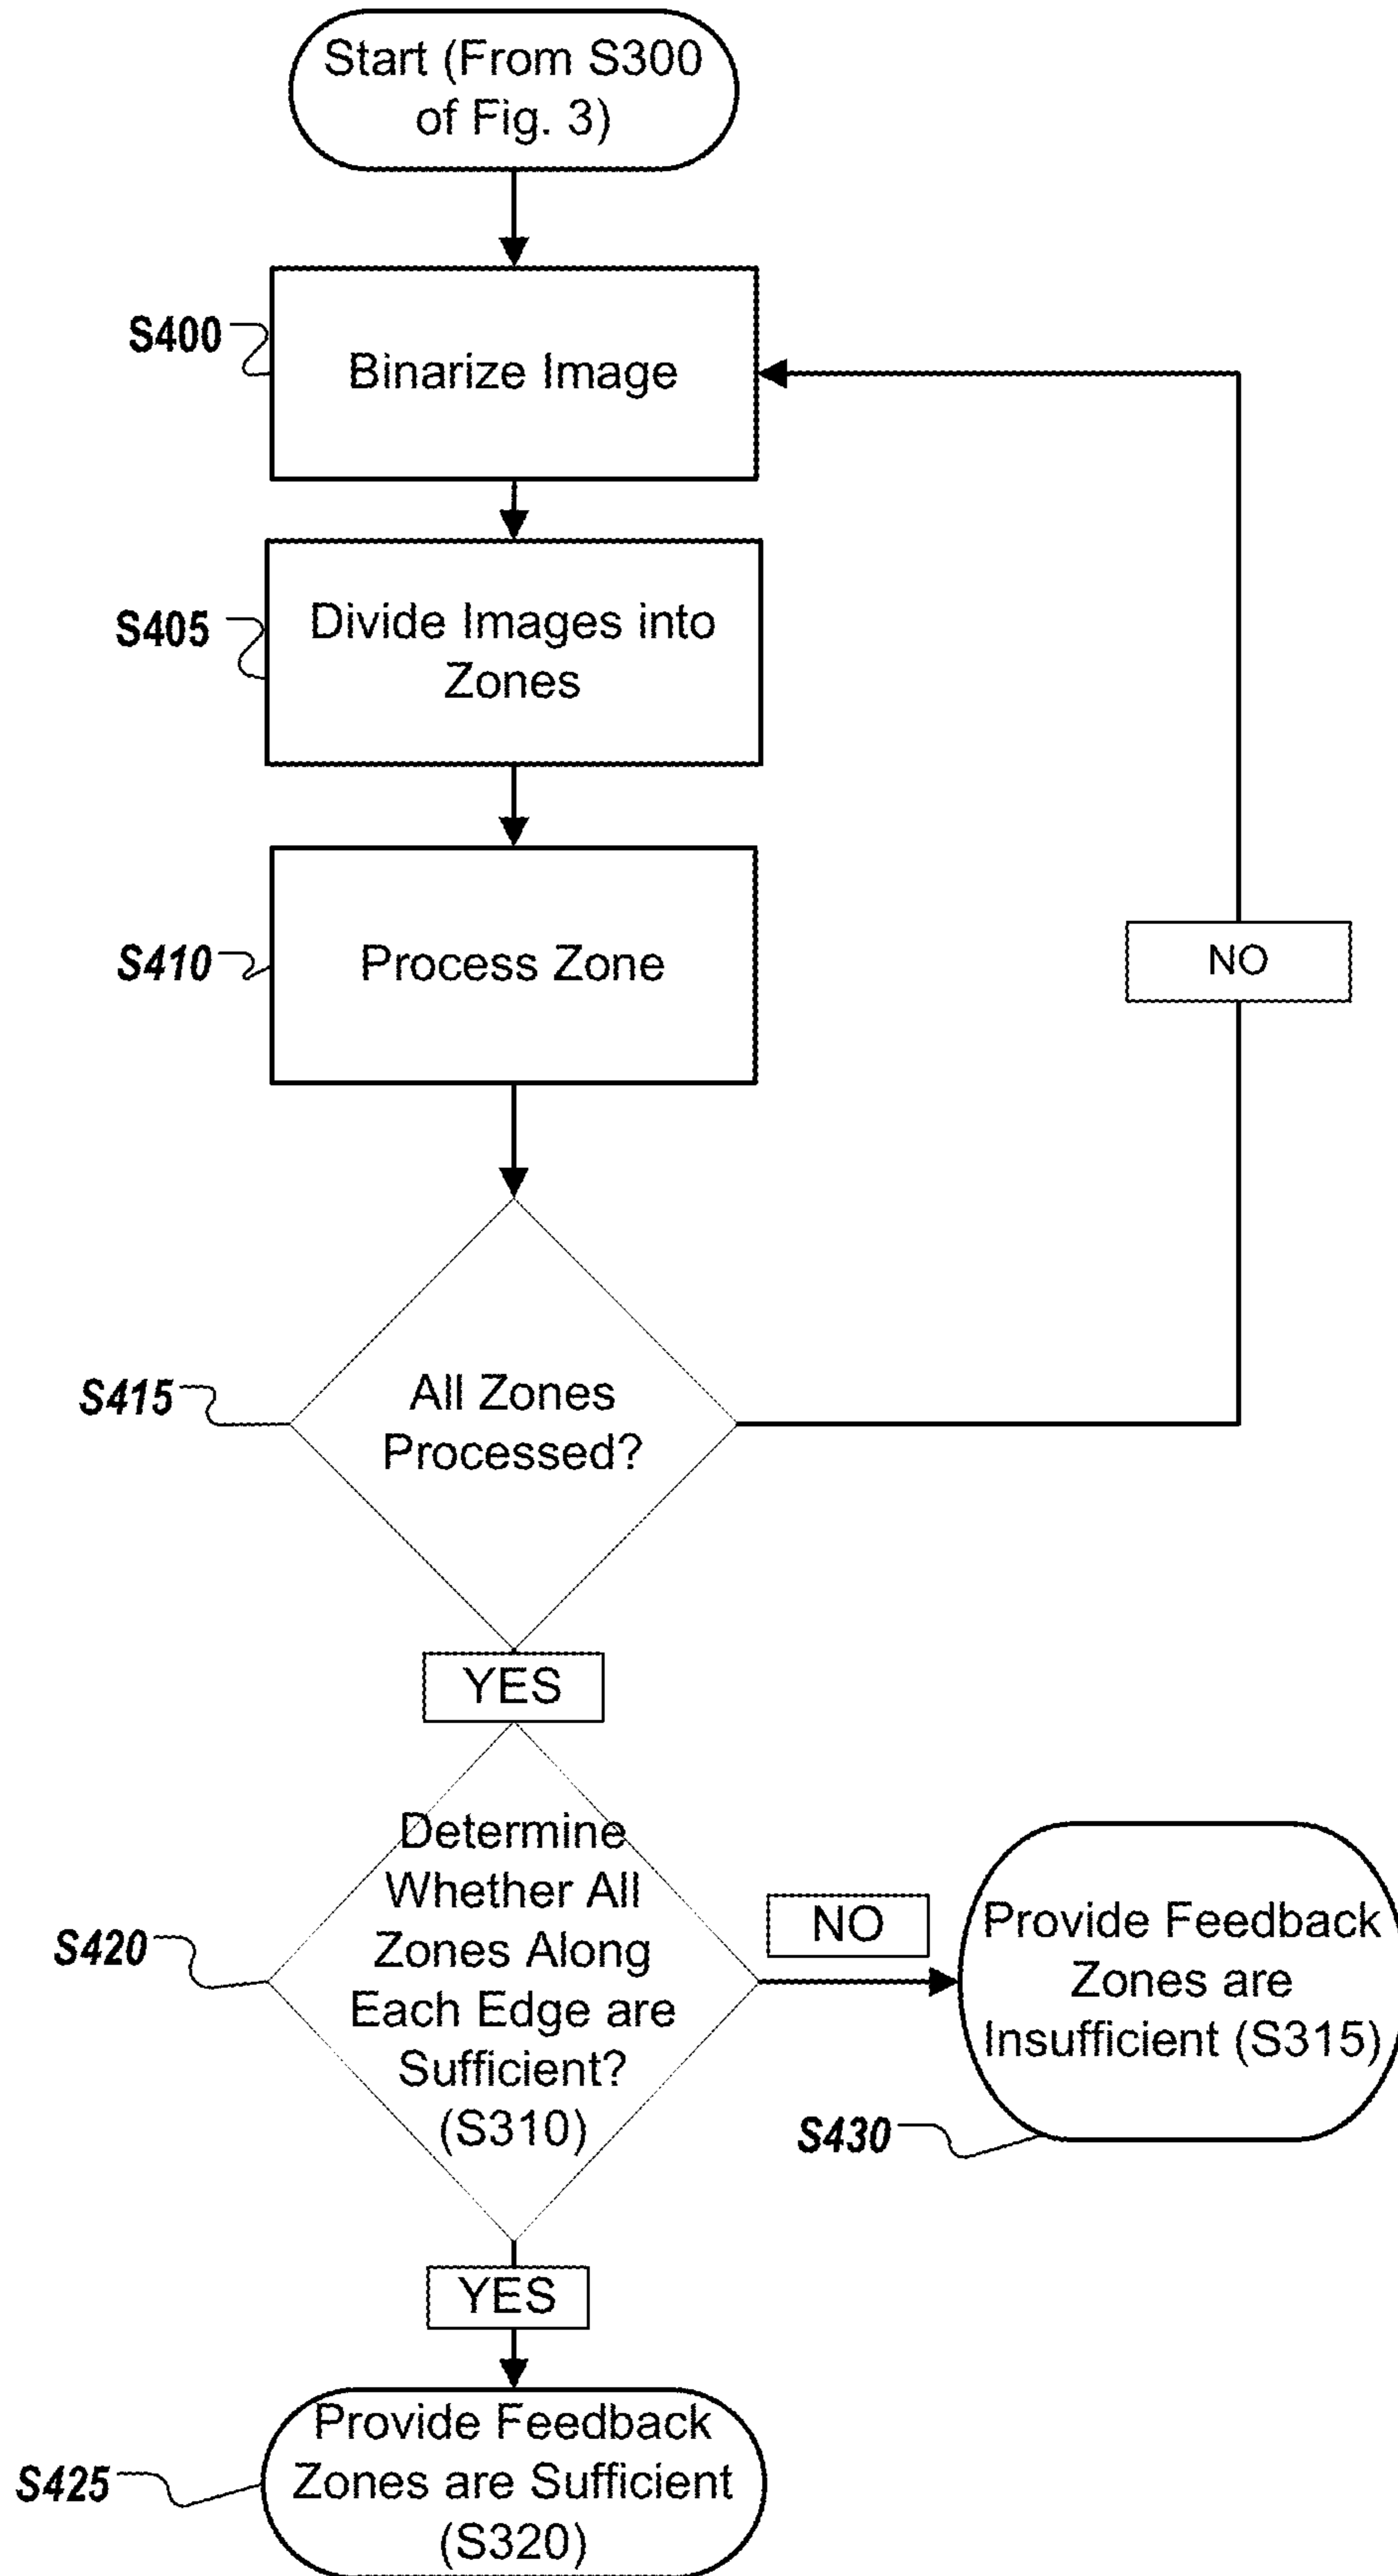 Start (From S300
of Fig. 3)
S400
Binarize Image
S405
Divide Images into
Zones
S410
Process Zone
NO
S415
All Zones
Processed?
YES
S420
Determine
Whether All
Zones Along
Each Edge are
Sufficient?
(S310)
NO
Provide Feedback
Zones are
Insufficient (S315)
S430
YES
S425
Provide Feedback
Zones are Sufficient
(S320)